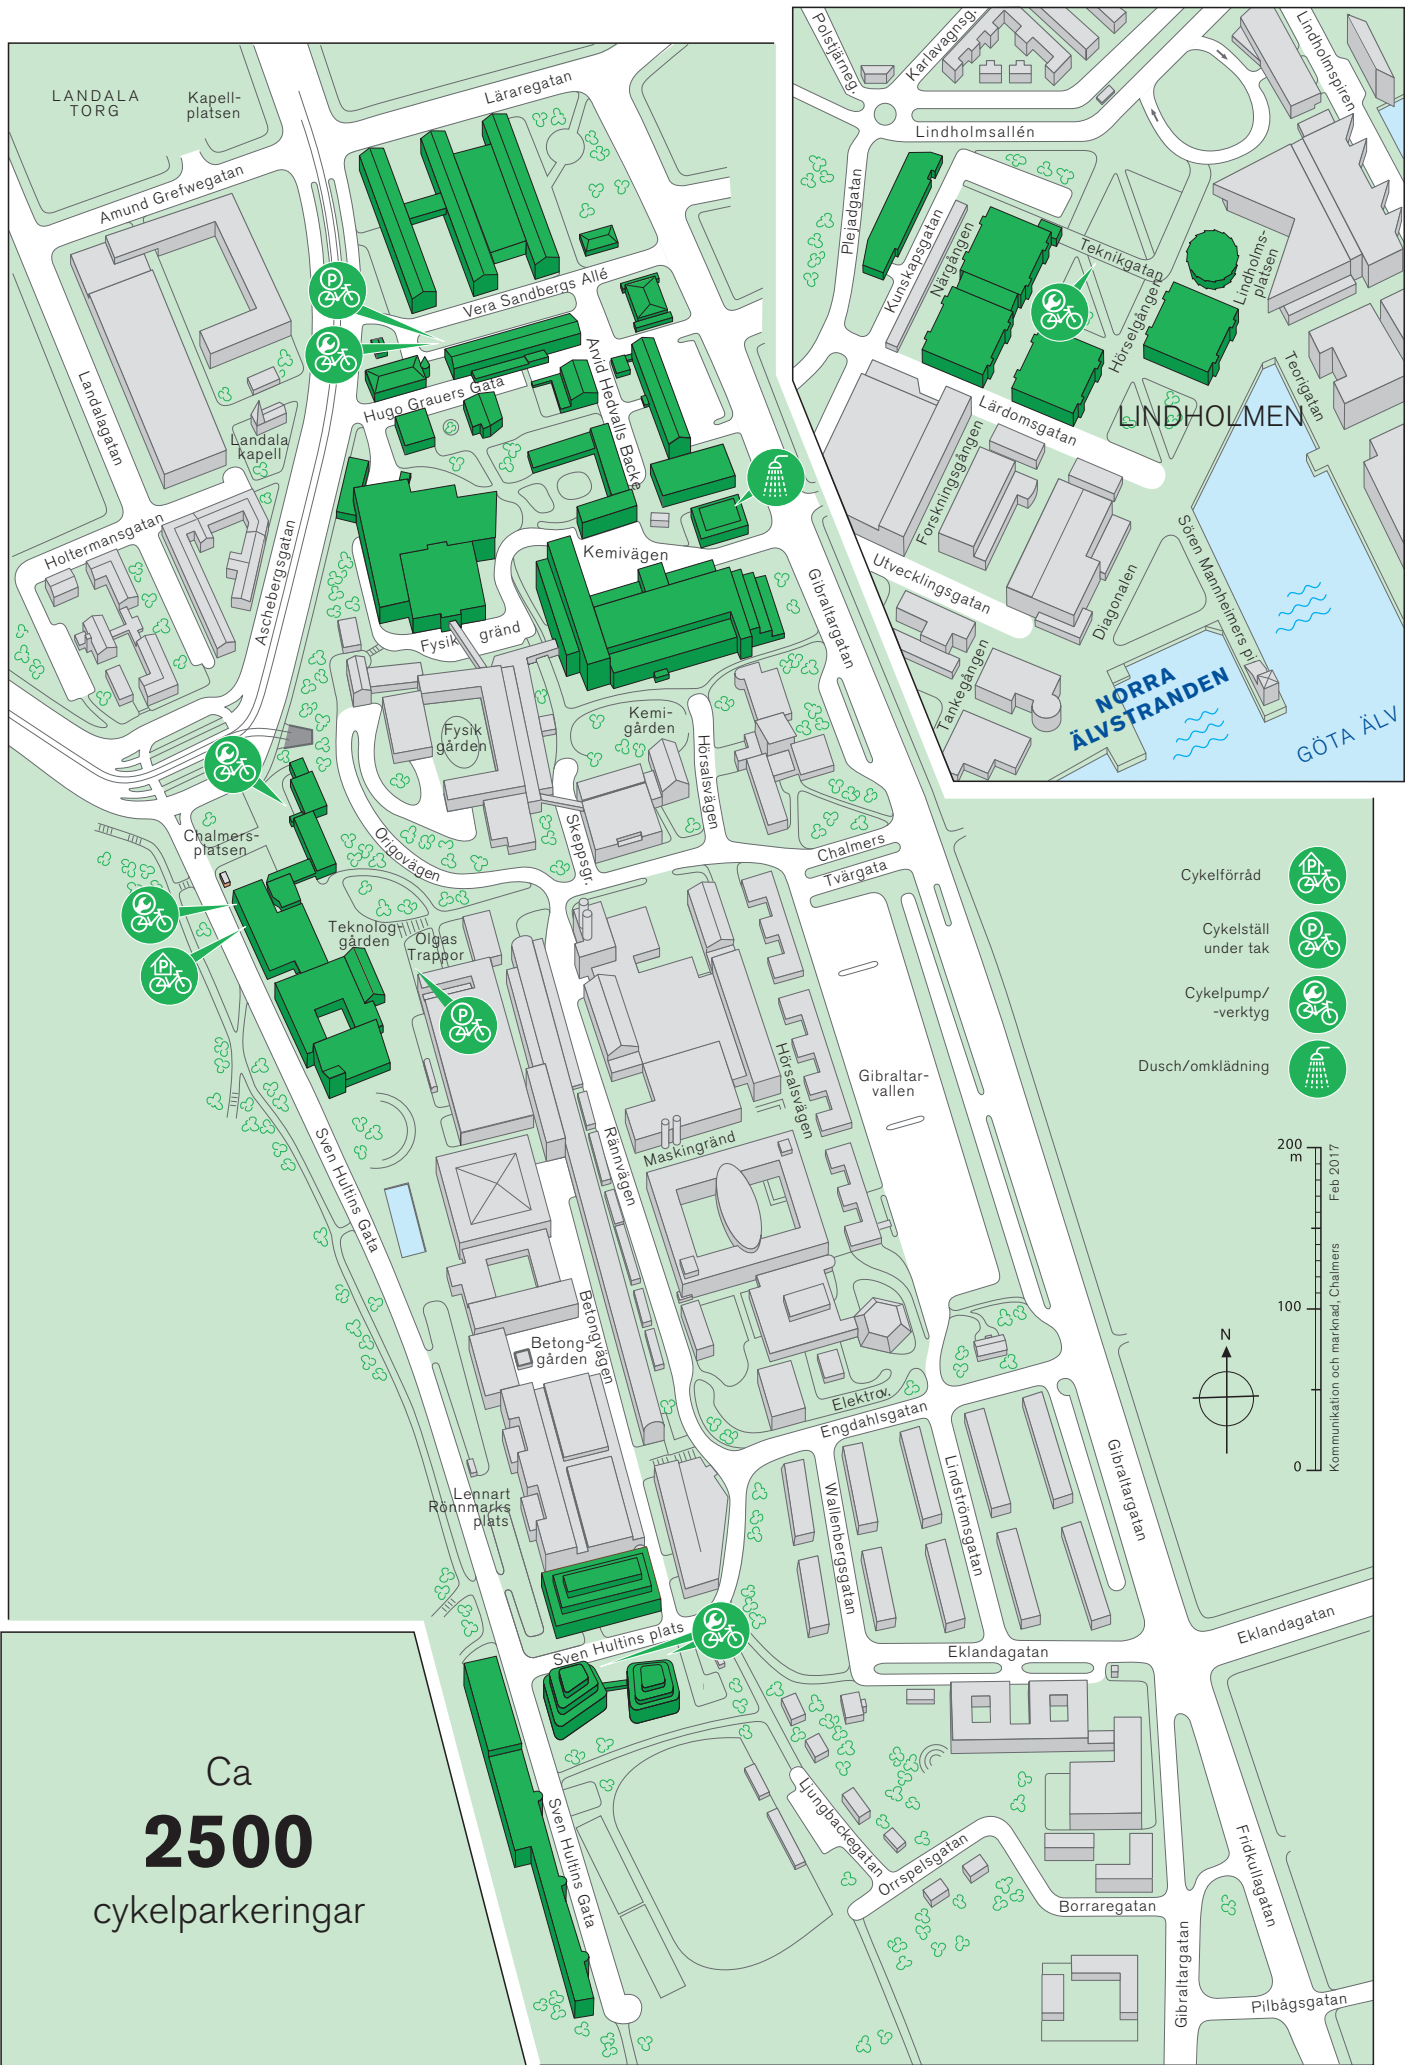 LANDALA
TORG
Kapell-
platsen
Läraregatan
Amund Grefwegatan
Vera Sandbergs Allé
Landalagatan
Landala
kapell
Hugo Grauers Gata
Arvid Hedvalls Backe
Holtermansgatan
Aschebergsgatan
Kemivägen
Fysik
gränd
Gibraltargatan
Fysik
gården
Kemi-
gården
Hörsalsvägen
Skeppsgr.
Origovägen
Chalmers-
platsen
Chalmers
Tvärgata
Teknolog-
gården
Olgas
Trappor
Hörsalsvägen
Gibraltar-
vallen
Maskingränd
Rännvägen
Sven Hultins Gata
Betongvägen
Betong-
gården
Elektrov.
Engdahlsgatan
Lennart
Rönnmarks
plats
Wallenbergsgatan
Lindströmsgatan
Gibraltargatan
Sven Hultins plats
Eklandagatan
Eklandagatan
Sven Hultins Gata
Ljungbackegatan
Orrspelsgatan
Borraregatan
Fridkullagatan
Gibraltargatan
Pilbågsgatan
Polstjärneg.
Karlavagnsg.
Lindholmspiren
Lindholmsallén
Plejadgatan
Kunskapsgatan
Närgången
Teknikgatan
Hörselgången
Lindholms-
platsen
Teorigatan
LINDHOLMEN
Lärdomsgatan
Forskningsgången
Utvecklingsgatan
Diagonalen
Sören Mannheimers pi
Tankegången
NORRA
ÄLVSTRANDEN
GÖTA ÄLV
Cykelförråd
P
Cykelställ
under tak
P
Cykelpump/
-verktyg
Dusch/omklädning
P
P
P
200
m
100
0
N
Kommunikation och marknad, Chalmers Feb 2017
Ca
2500
cykelparkeringar